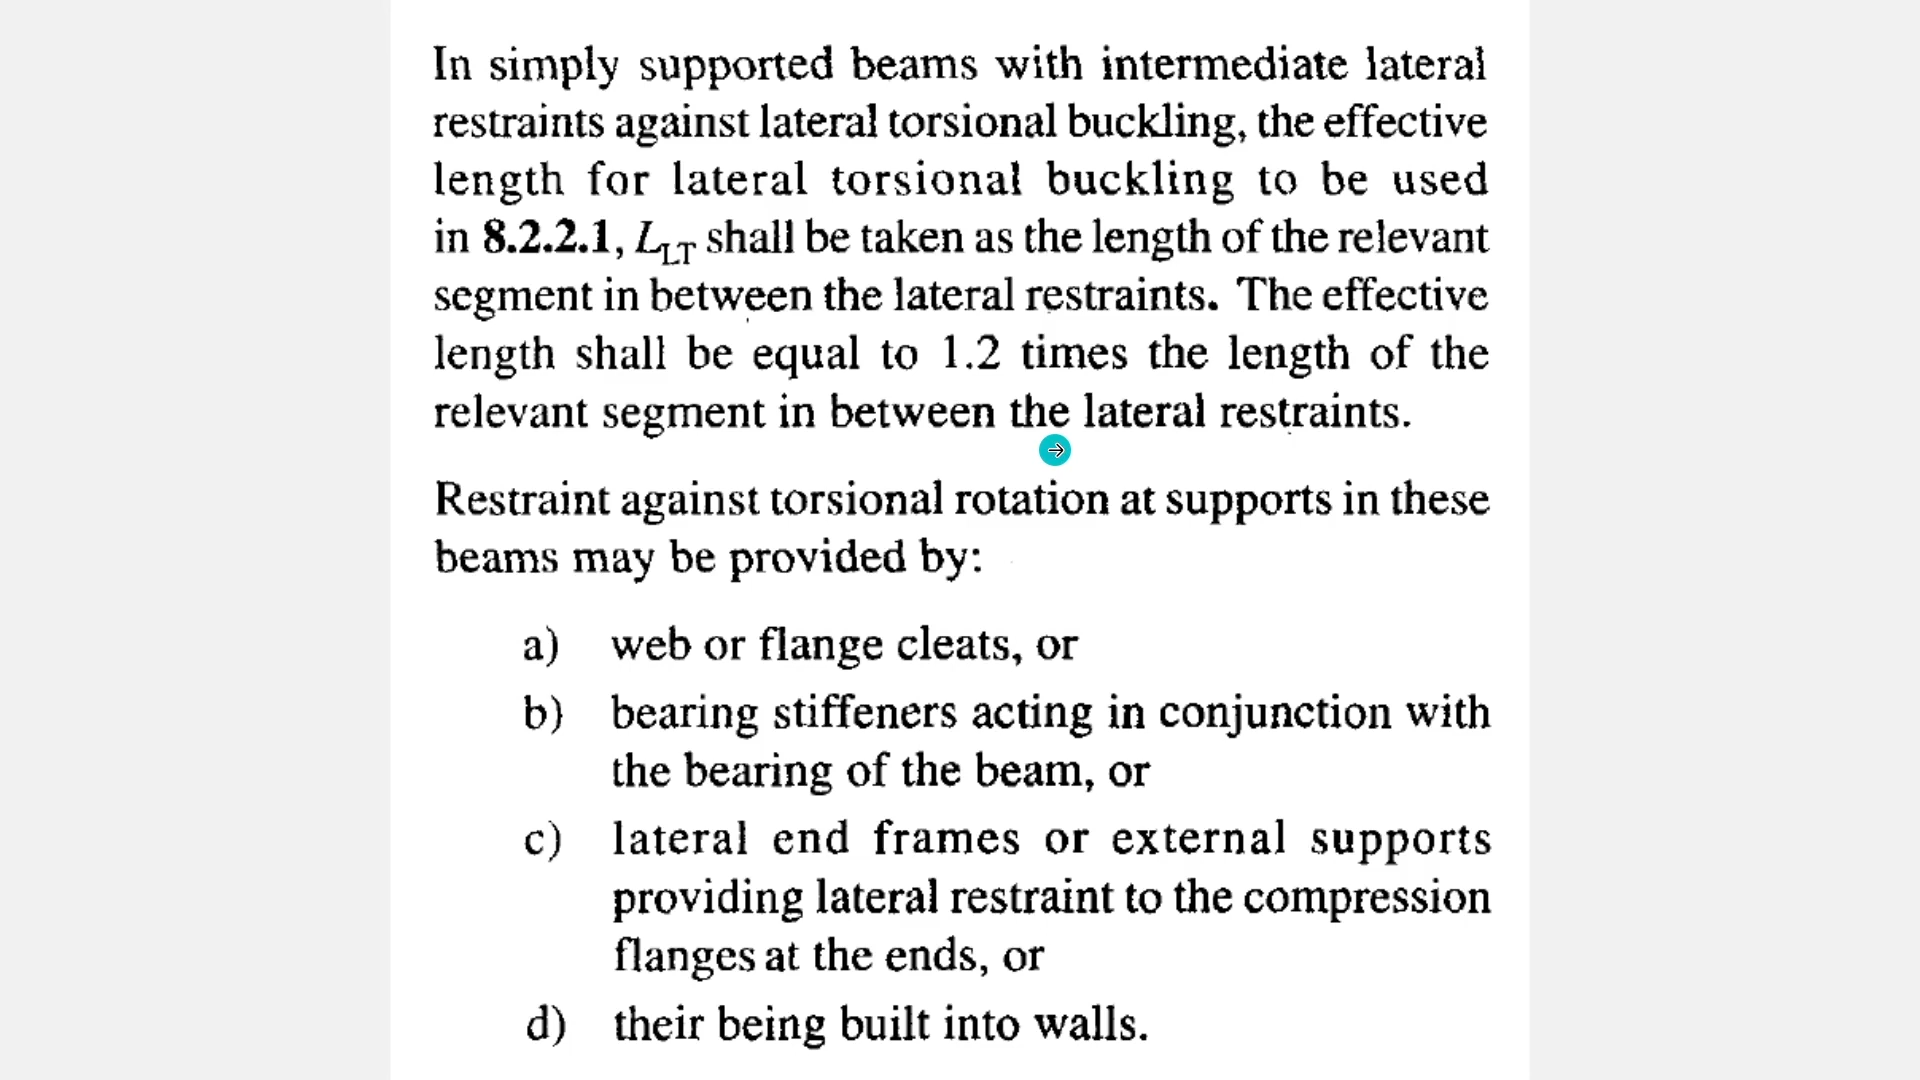 In simply supported beams with intermediate lateral
restraints against lateral torsional buckling, the effective
length for lateral torsional buckling to be used
in 8.2.2.1, L_LT shall be taken as the length of the relevant
segment in between the lateral restraints. The effective
length shall be equal to 1.2 times the length of the
relevant segment in between the lateral restraints.
Restraint against torsional rotation at supports in these
beams may be provided by:
a) web or flange cleats, or
b) bearing stiffeners acting in conjunction with
the bearing of the beam, or
c) lateral end frames or external supports
providing lateral restraint to the compression
flanges at the ends, or
d) their being built into walls.